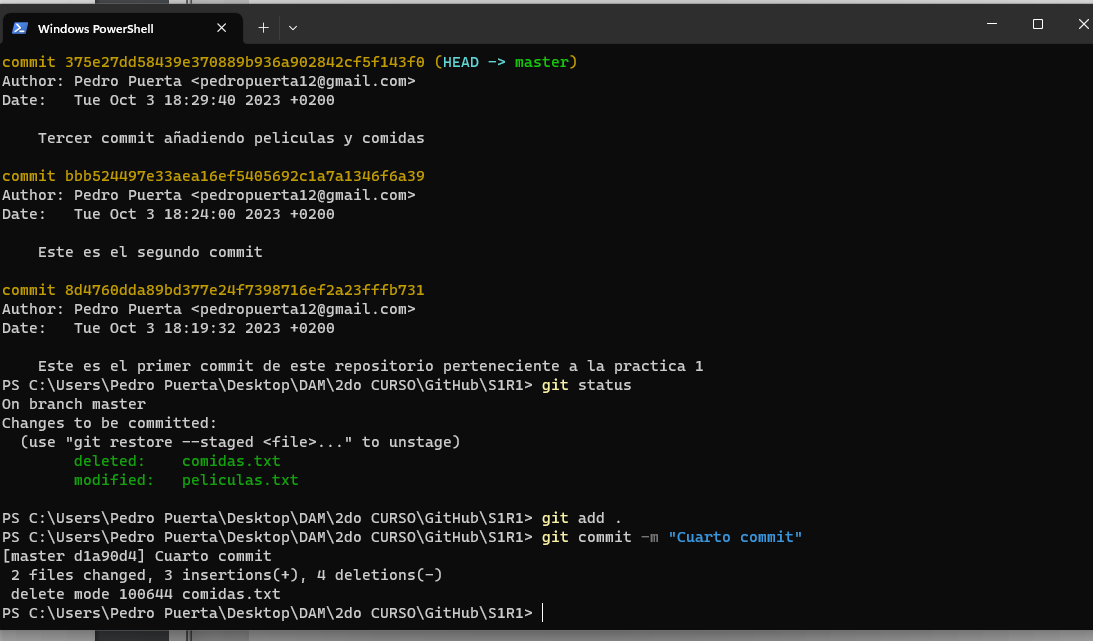 Windows PowerShell
commit 375e27dd58439e370889b936a902842cf5f143f0 (HEAD -> master)
Author: Pedro Puerta <pedropuerta12@gmail.com>
Date:   Tue Oct 3 18:29:40 2023 +0200
    Tercer commit añadiendo peliculas y comidas
commit bbb524497e33aea16ef5405692c1a7a1346f6a39
Author: Pedro Puerta <pedropuerta12@gmail.com>
Date:   Tue Oct 3 18:24:00 2023 +0200
    Este es el segundo commit
commit 8d4760dda89bd377e24f7398716ef2a23fffb731
Author: Pedro Puerta <pedropuerta12@gmail.com>
Date:   Tue Oct 3 18:19:32 2023 +0200
    Este es el primer commit de este repositorio perteneciente a la practica 1
PS C:\Users\Pedro Puerta\Desktop\DAM\2do CURSO\GitHub\S1R1> git status
On branch master
Changes to be committed:
  (use "git restore --staged <file>..." to unstage)
        deleted:    comidas.txt
        modified:   peliculas.txt
PS C:\Users\Pedro Puerta\Desktop\DAM\2do CURSO\GitHub\S1R1> git add .
PS C:\Users\Pedro Puerta\Desktop\DAM\2do CURSO\GitHub\S1R1> git commit -m "Cuarto commit"
[master d1a90d4] Cuarto commit
 2 files changed, 3 insertions(+), 4 deletions(-)
 delete mode 100644 comidas.txt
PS C:\Users\Pedro Puerta\Desktop\DAM\2do CURSO\GitHub\S1R1>